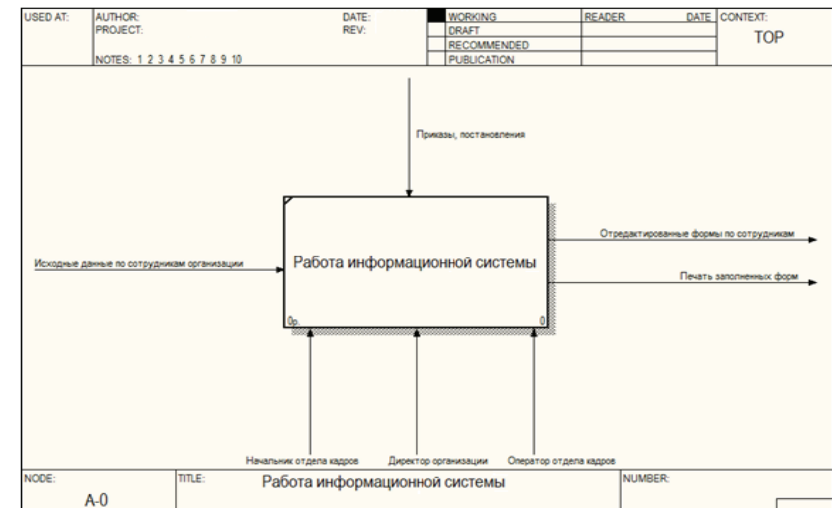 USED AT: AUTHOR: DATE: WORKING READER DATE CONTEXT:
PROJECT: REV: DRAFT
RECOMMENDED
TOP
NOTES: 1 2 3 4 5 6 7 8 9 10 PUBLICATION
Приказы, постановления
Отредактированные формы по сотрудникам
Исходные данные по сотрудникам организации
Работа информационной системы
Печать заполненных форм
0р. 0
Начальник отдела кадров Директор организации Оператор отдела кадров
NODE: TITLE: Работа информационной системы NUMBER:
A-0